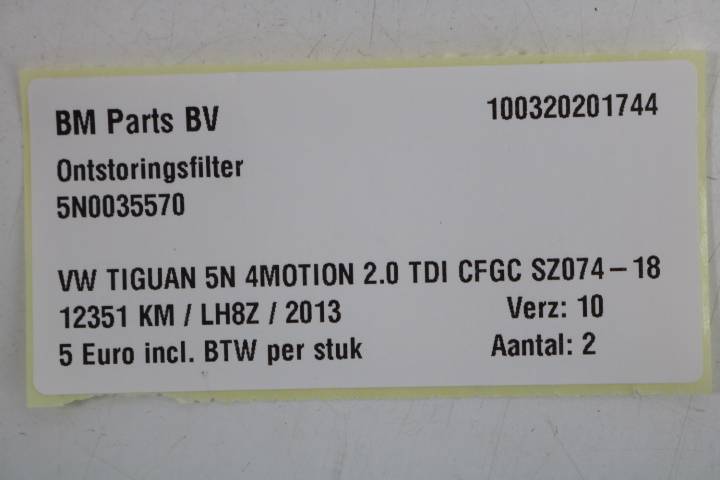 BM Parts BV 100320201744
Ontstoringsfilter
5N0035570
VW TIGUAN 5N 4MOTION 2.0 TDI CFGC SZ074-18
12351 KM / LH8Z / 2013 Verz: 10
5 Euro incl. BTW per stuk Aantal: 2